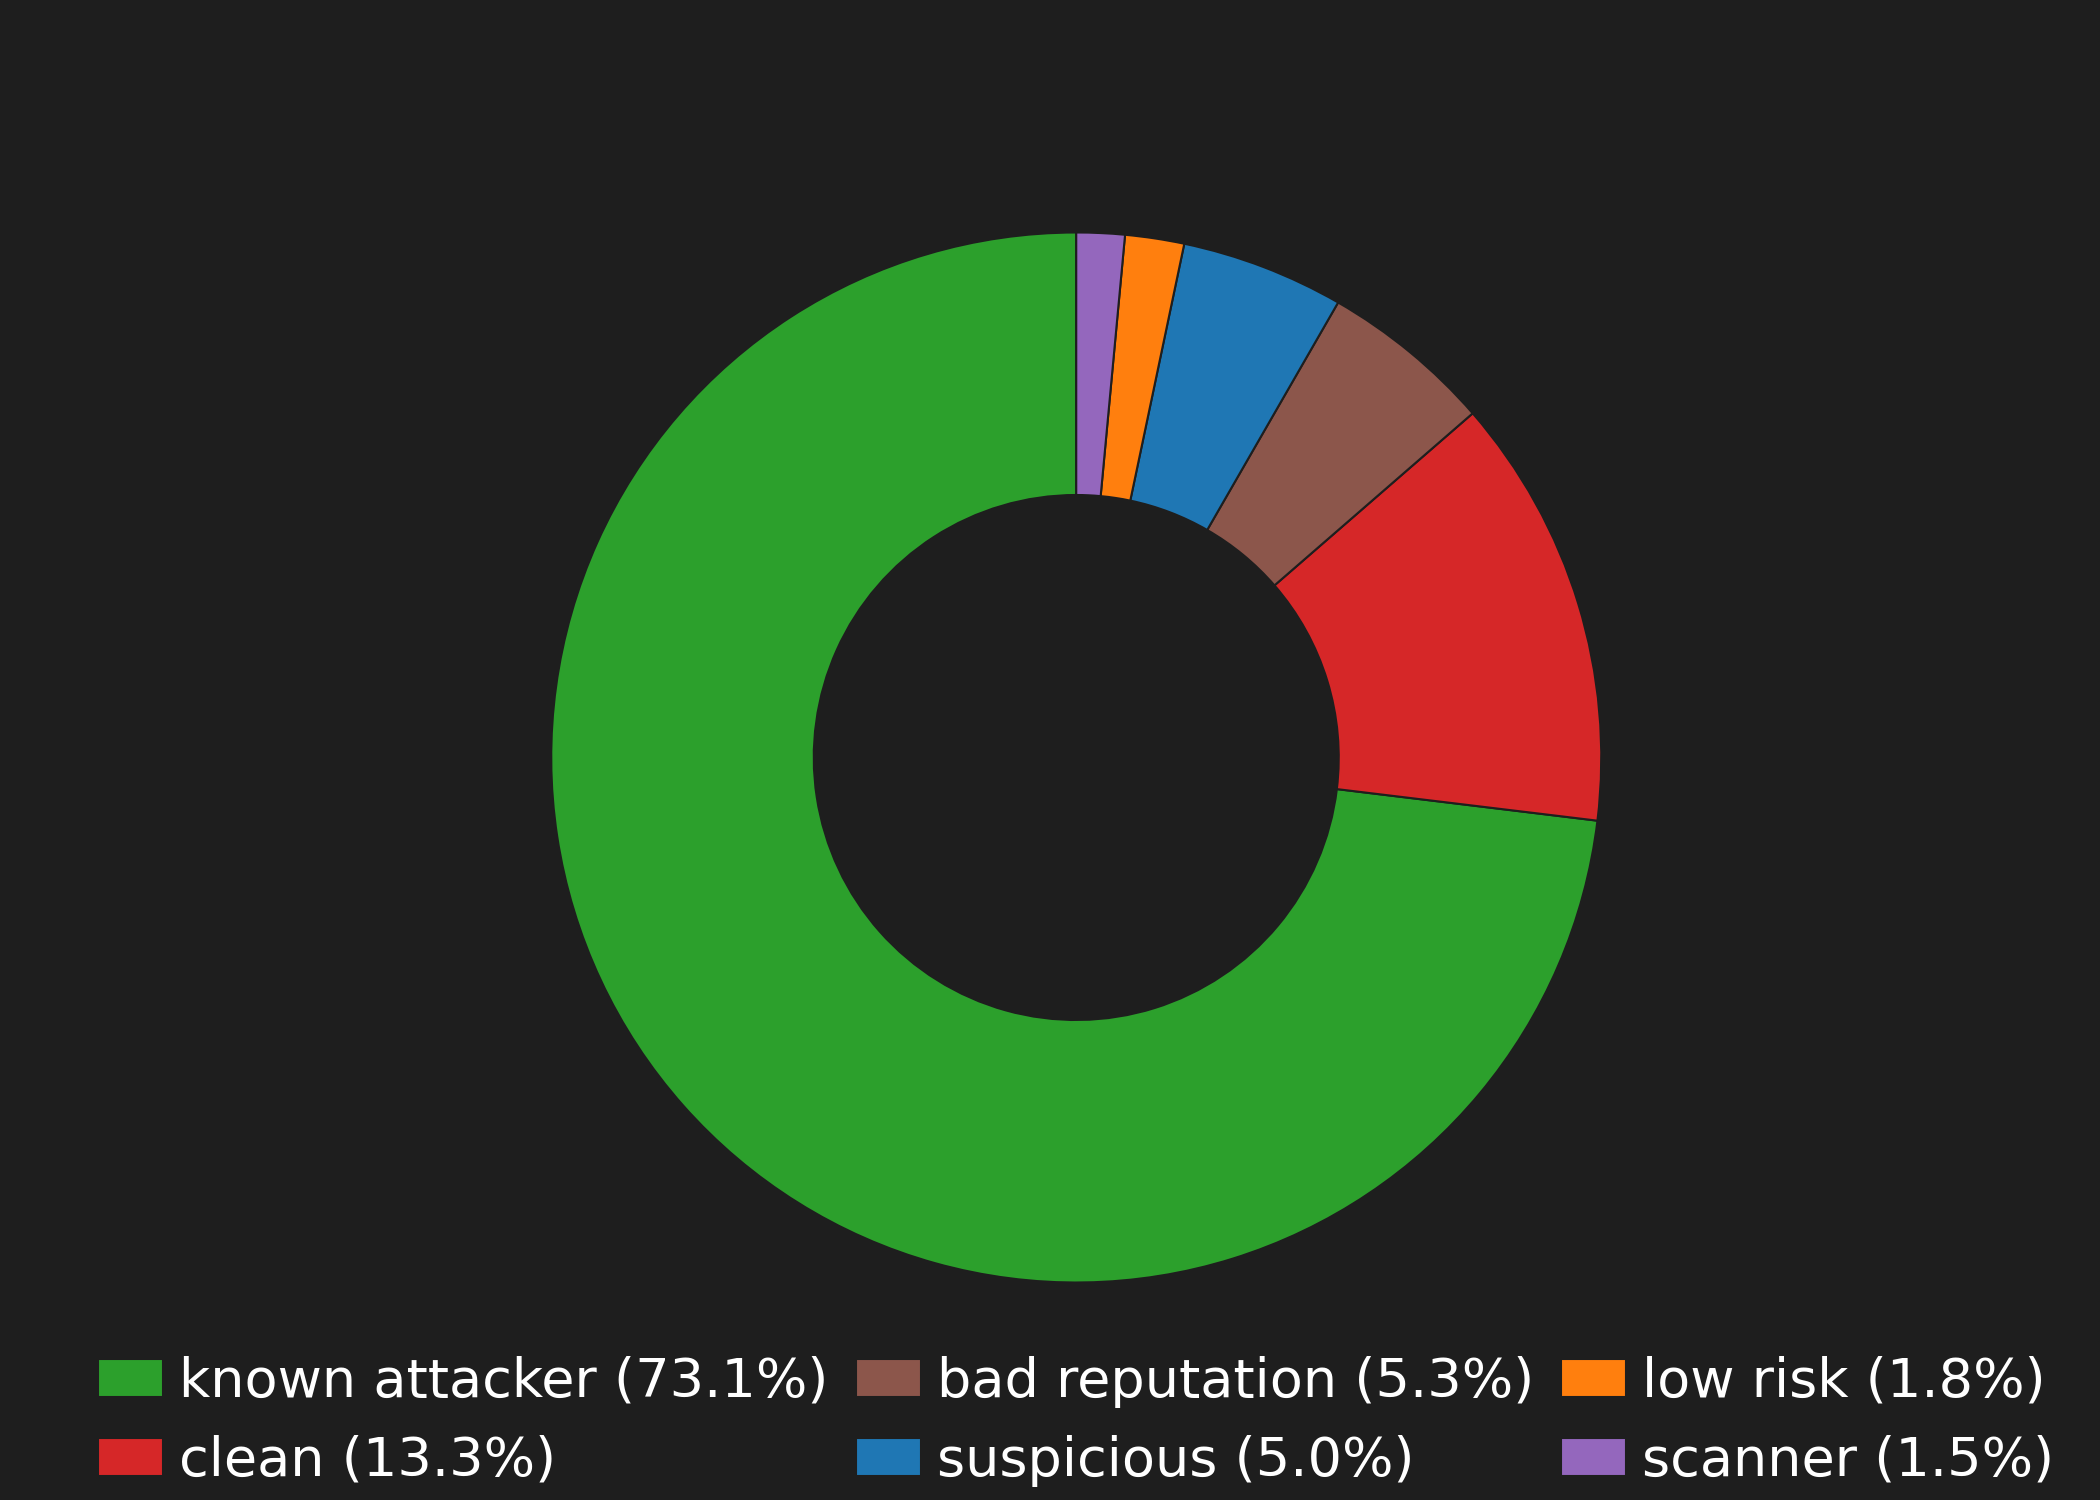 known attacker (73.1%)
clean (13.3%)
bad reputation (5.3%)
suspicious (5.0%)
low risk (1.8%)
scanner (1.5%)